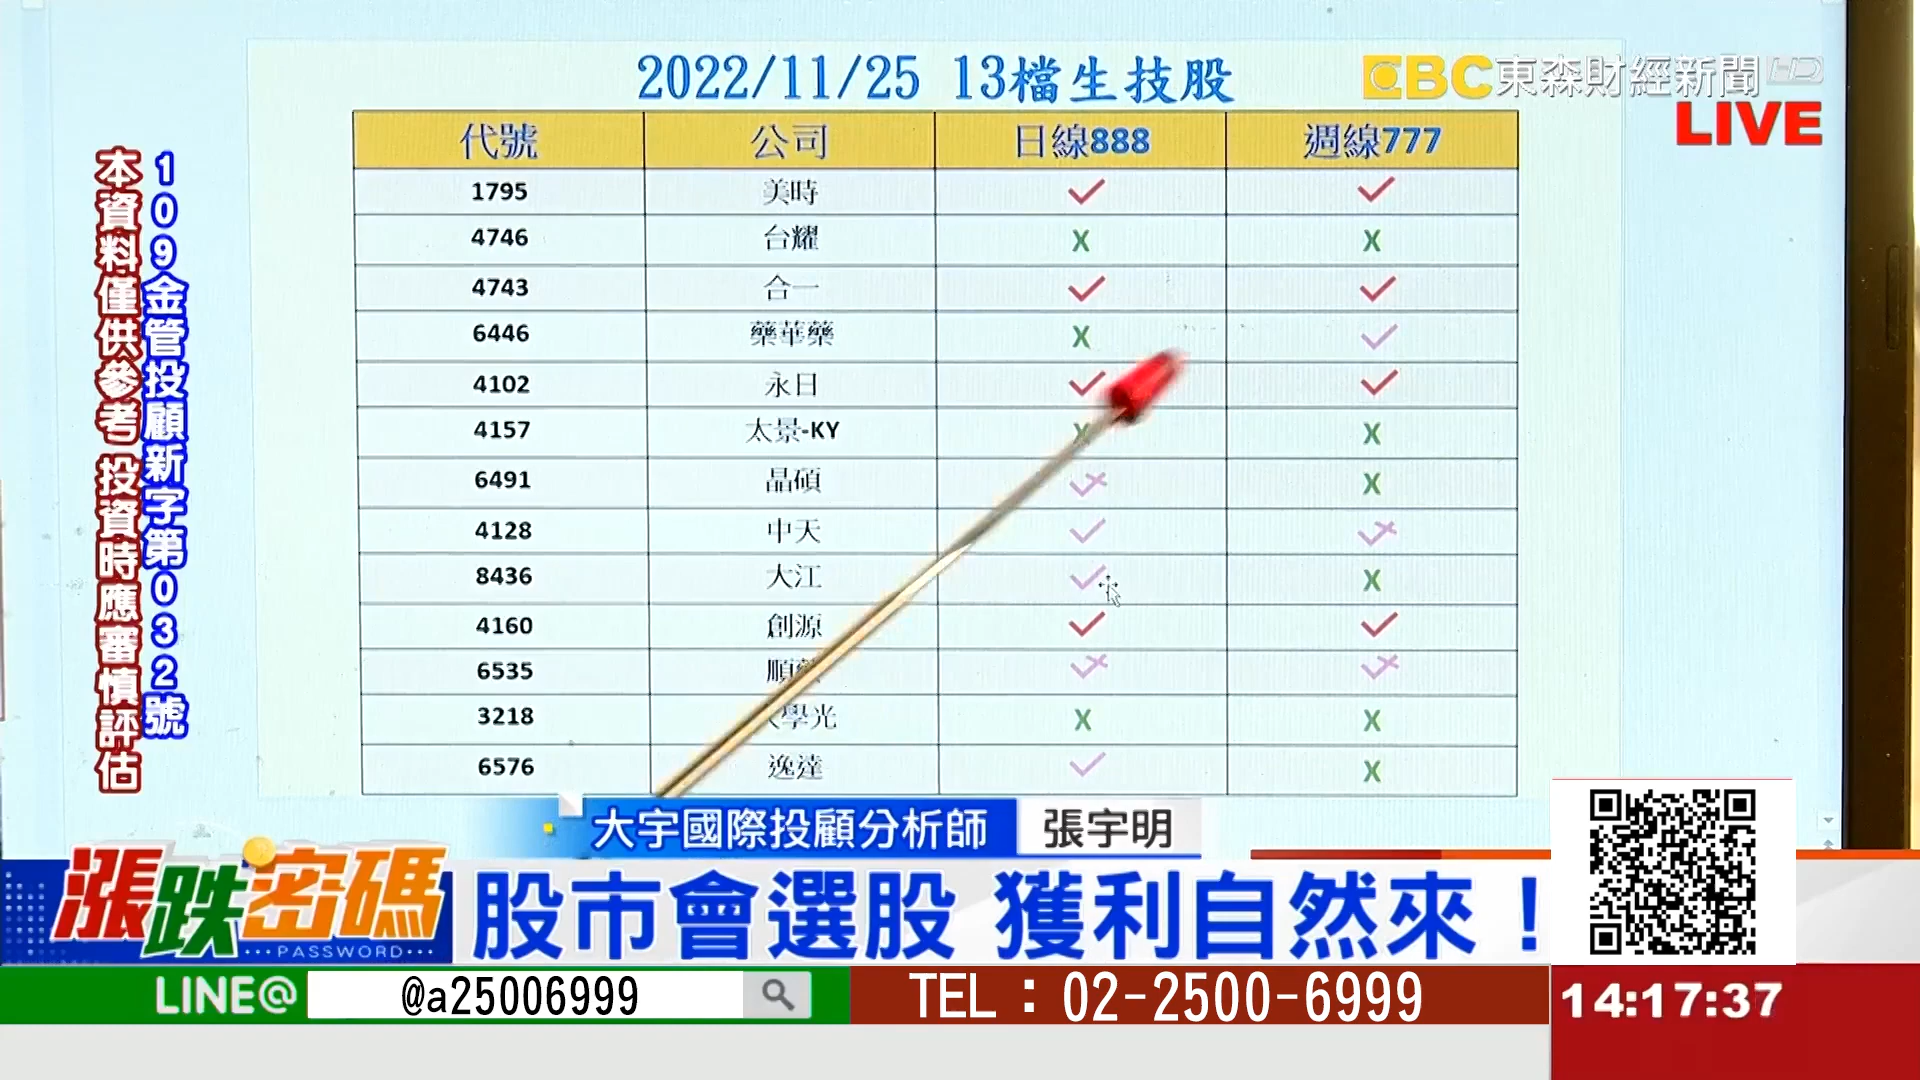 2022/11/25 13檔生技股
EBC東森財經新聞HD
LIVE
代號 公司 日線888 週線777
1795 美時 ✓ ✓
4746 台耀 X X
4743 合一 ✓ ✓
6446 藥華藥 X ✓
4102 永日 ✓ ✓
4157 太景-KY X X
6491 晶碩 X
4128 中天 ✓
8436 大江 ✓ X
4160 創源 ✓ ✓
6535 順
3218 學光 X X
6576 逸達 ✓ X
109金管投顧新字第032號
本資料僅供參考 投資時應審慎評估
大宇國際投顧分析師 張宇明
漲跌密碼
PASSWORD
股市會選股 獲利自然來！
LINE@ @a25006999
TEL：02-2500-6999
14:17:37